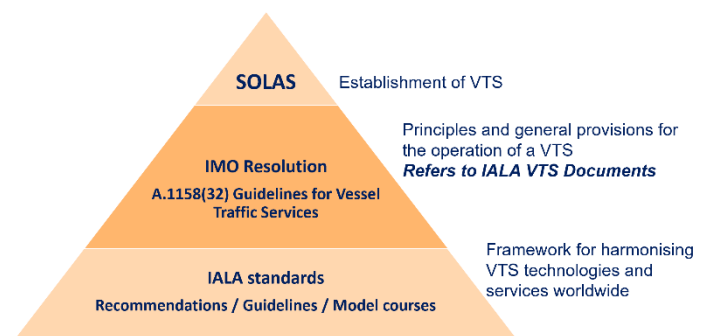 SOLAS
Establishment of VTS
IMO Resolution
A.1158(32) Guidelines for Vessel
Traffic Services
Principles and general provisions for
the operation of a VTS
Refers to IALA VTS Documents
IALA standards
Recommendations / Guidelines / Model courses
Framework for harmonising
VTS technologies and
services worldwide